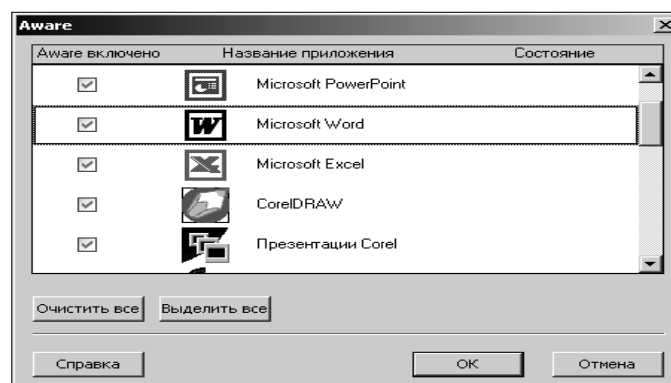 Aware
Aware включено Название приложения Состояние
Microsoft PowerPoint
Microsoft Word
Microsoft Excel
CorelDRAW
Презентации Corel
Очистить все Выделить все
Справка OK Отмена